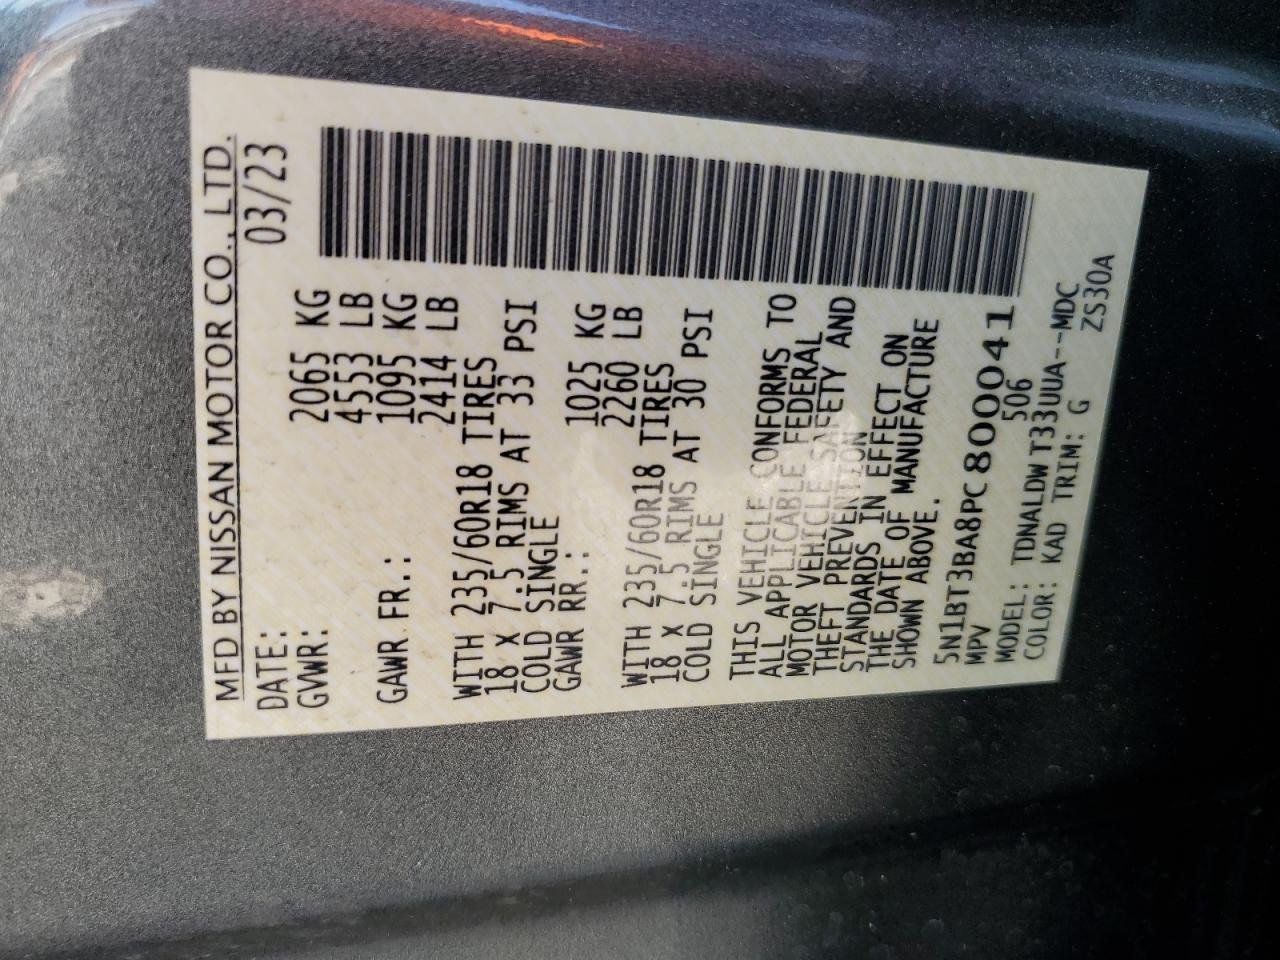 MFD BY NISSAN MOTOR CO., LTD.
DATE: 03/23
GVWR: 2065 KG
4553 LB
GAWR FR.: 1095 KG
2414 LB
WITH 235/60R18 TIRES
18 X 7.5 RIMS AT 33 PSI
COLD SINGLE
GAWR RR.: 1025 KG
2260 LB
WITH 235/60R18 TIRES
18 X 7.5 RIMS AT 30 PSI
COLD SINGLE
THIS VEHICLE CONFORMS TO
ALL APPLICABLE FEDERAL
MOTOR VEHICLE SAFETY AND
THEFT PREVENTION
STANDARDS IN EFFECT ON
THE DATE OF MANUFACTURE
SHOWN ABOVE.
5N1BT3BA8PC800041
MPV 506
MODEL: TDNALDWT33UUA--MDC
COLOR: KAD TRIM: G ZS30A